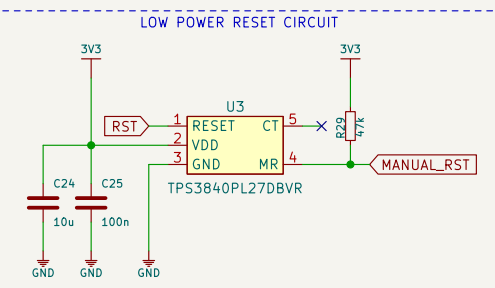 LOW POWER RESET CIRCUIT
3V3
3V3
U3
RST
1
RESET
CT
5
R29
47k
2
VDD
3
GND
MR
4
MANUAL_RST
TPS3840PL27DBVR
C24
10u
C25
100n
GND
GND
GND